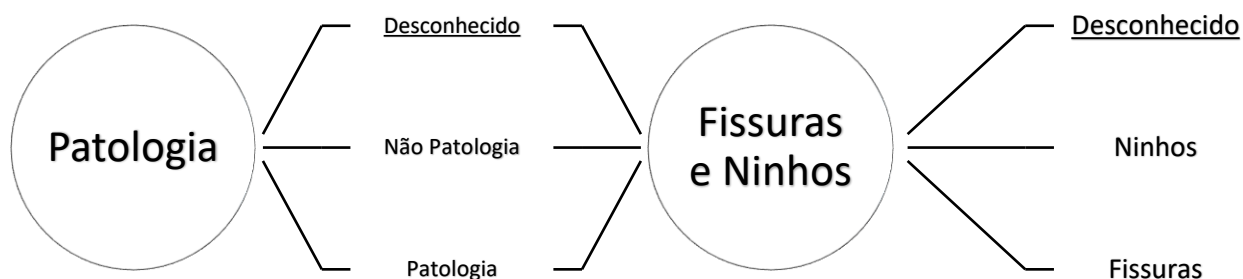 Patologia
Desconhecido
Não Patologia
Patologia
Fissuras
e Ninhos
Desconhecido
Ninhos
Fissuras